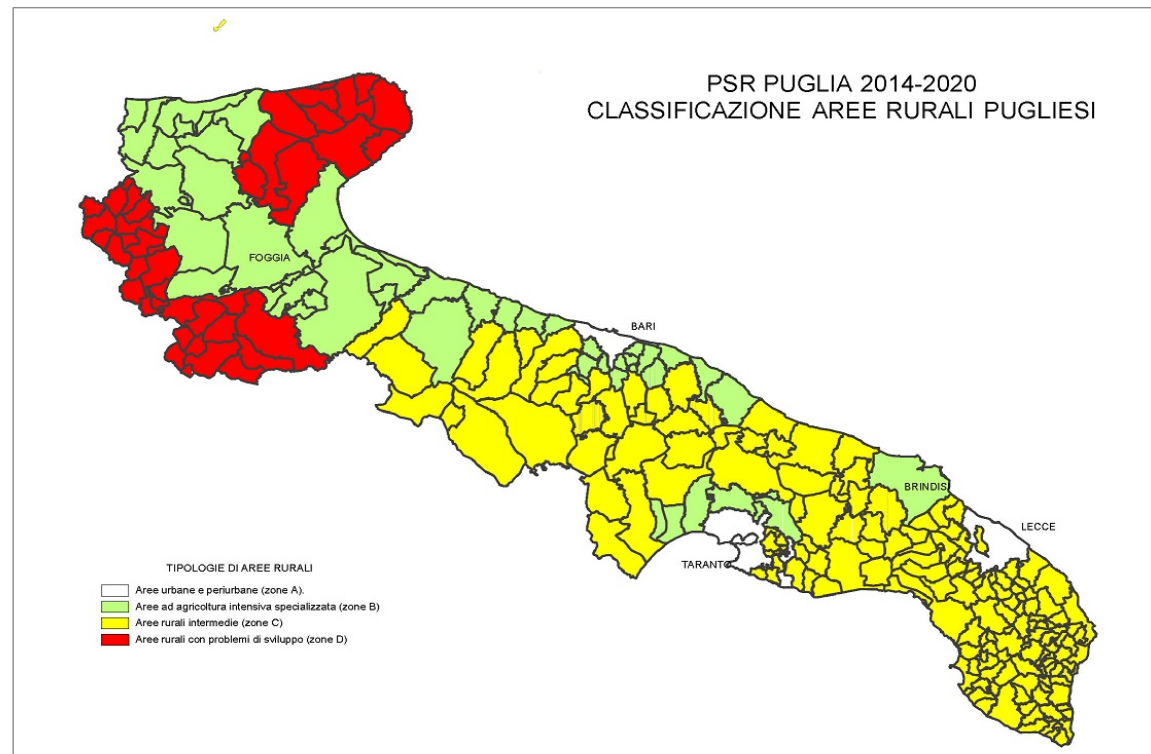 PSR PUGLIA 2014-2020
CLASSIFICAZIONE AREE RURALI PUGLIESI
FOGGIA
BARI
BRINDIS
LECCE
TARANTO
TIPOLOGIE DI AREE RURALI
Aree urbane e periurbane (zone A).
Aree ad agricoltura intensiva specializzata (zone B)
Aree rurali intermedie (zone C)
Aree rurali con problemi di sviluppo (zone D)